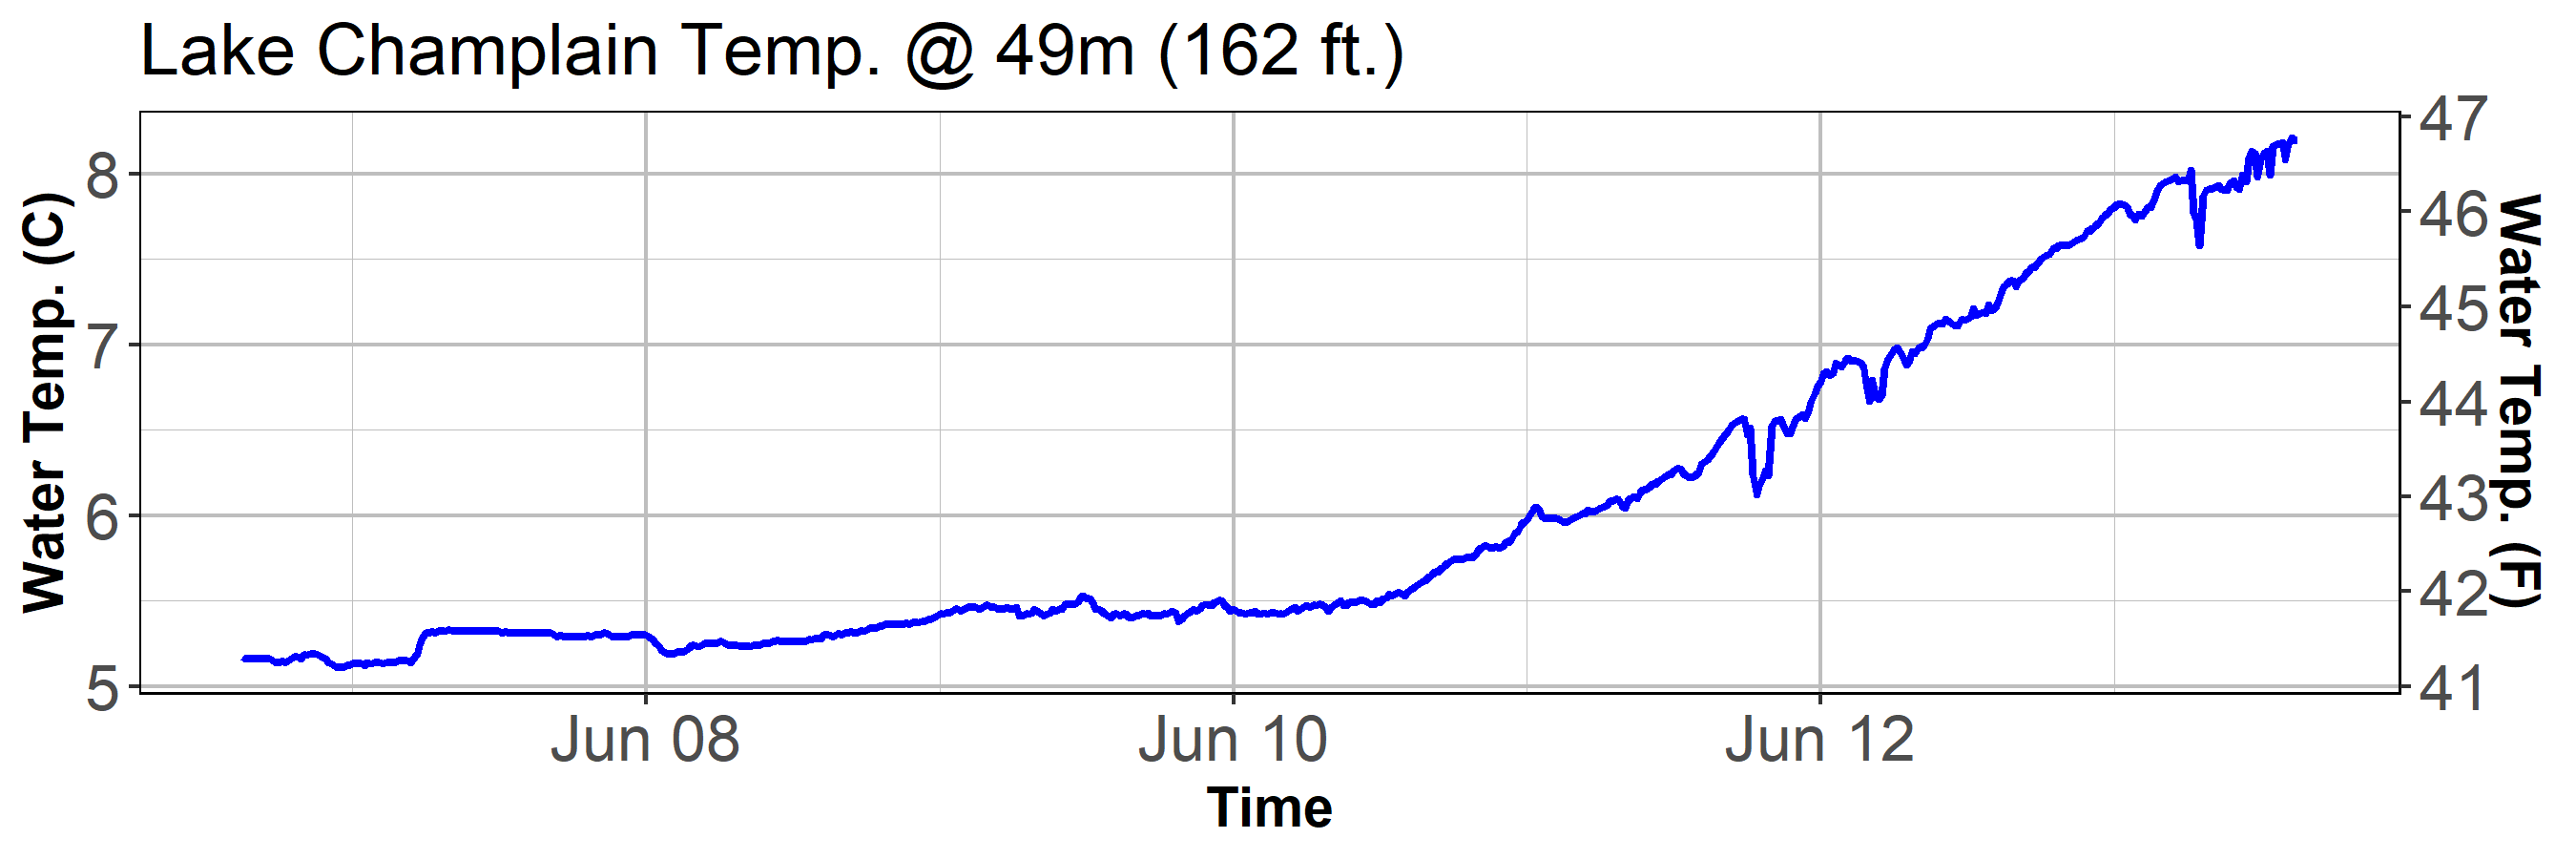 Lake Champlain Temp. @ 49m (162 ft.)
Water Temp. (C)
8
7
6
5
47
46
45
44
43
42
41
Water Temp. (F)
Jun 08
Jun 10
Jun 12
Time